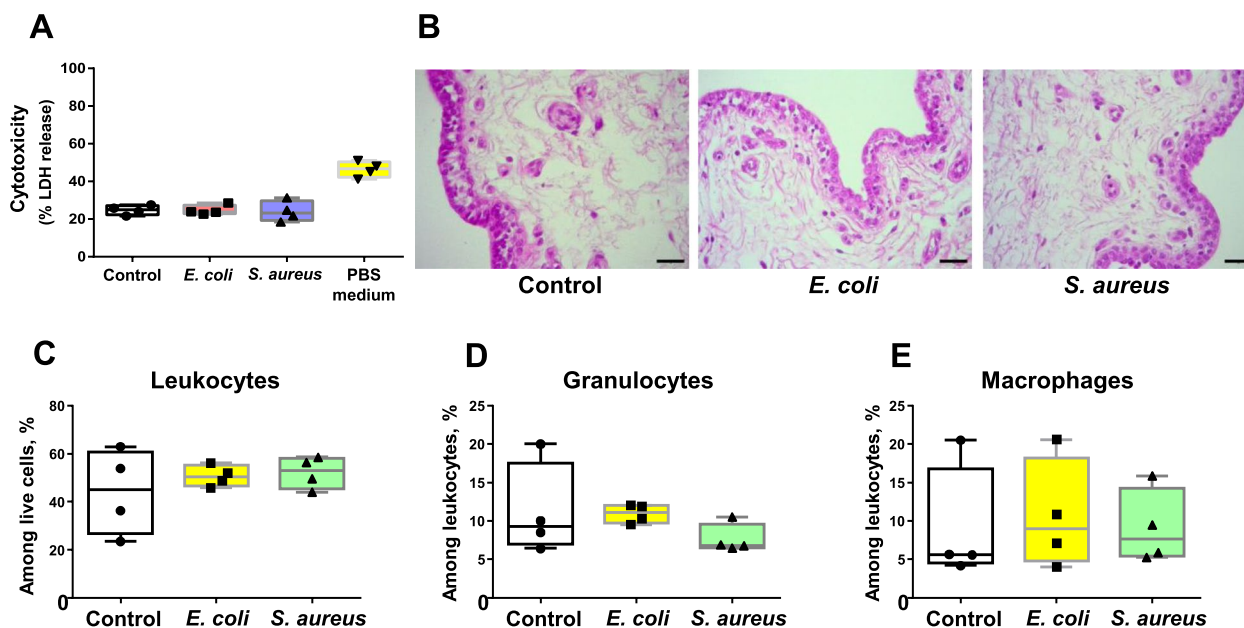 A
B
100
80
60
40
20
0
Cytotoxicity
(% LDH release)
Control
E. coli
S. aureus
PBS
medium
Control
E. coli
S. aureus
C
D
E
Leukocytes
80
60
40
20
0
Among live cells, %
Control
E. coli
S. aureus
Granulocytes
25
20
15
10
5
0
Among leukocytes, %
Control
E. coli
S. aureus
Macrophages
25
20
15
10
5
0
Among leukocytes, %
Control
E. coli
S. aureus